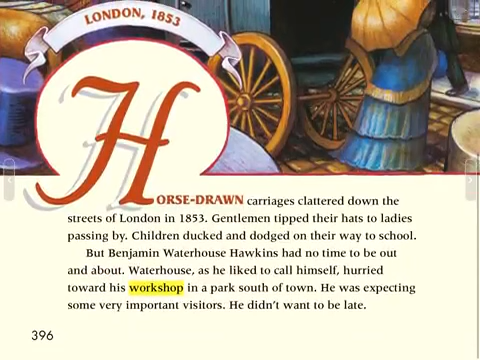 LONDON, 1853
HORSE-DRAWN carriages clattered down the
streets of London in 1853. Gentlemen tipped their hats to ladies
passing by. Children ducked and dodged on their way to school.
But Benjamin Waterhouse Hawkins had no time to be out
and about. Waterhouse, as he liked to call himself, hurried
toward his workshop in a park south of town. He was expecting
some very important visitors. He didn't want to be late.
396